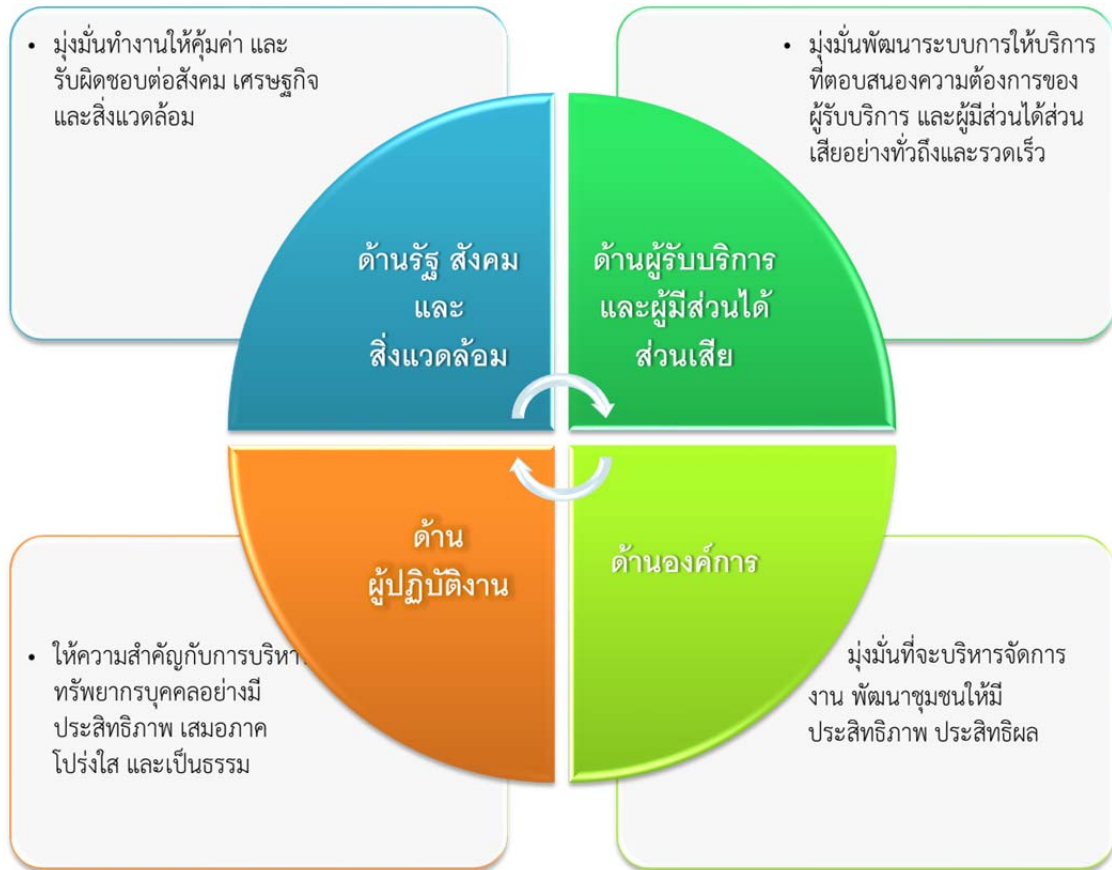 • มุ่งมั่นทำงานให้คุ้มค่า และ
รับผิดชอบต่อสังคม เศรษฐกิจ
และสิ่งแวดล้อม
• มุ่งมั่นพัฒนาระบบการให้บริการ
ที่ตอบสนองความต้องการของ
ผู้รับบริการ และผู้มีส่วนได้ส่วน
เสียอย่างทั่วถึงและรวดเร็ว
ด้านรัฐ สังคม
และ
สิ่งแวดล้อม
ด้านผู้รับบริการ
และผู้มีส่วนได้
ส่วนเสีย
ด้าน
ผู้ปฏิบัติงาน
ด้านองค์การ
• ให้ความสำคัญกับการบริหา
ทรัพยากรบุคคลอย่างมี
ประสิทธิภาพ เสมอภาค
โปร่งใส และเป็นธรรม
มุ่งมั่นที่จะบริหารจัดการ
งาน พัฒนาชุมชนให้มี
ประสิทธิภาพ ประสิทธิผล